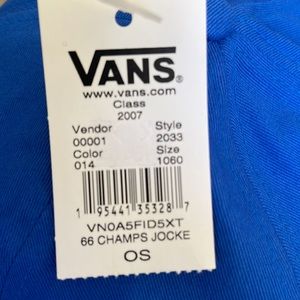 VANS®
www.vans.com
Class
2007
Vendor Style
00001 2033
Color Size
014 1060
1 95441 35328 7
VN0A5FID5XT
66 CHAMPS JOCKE
OS